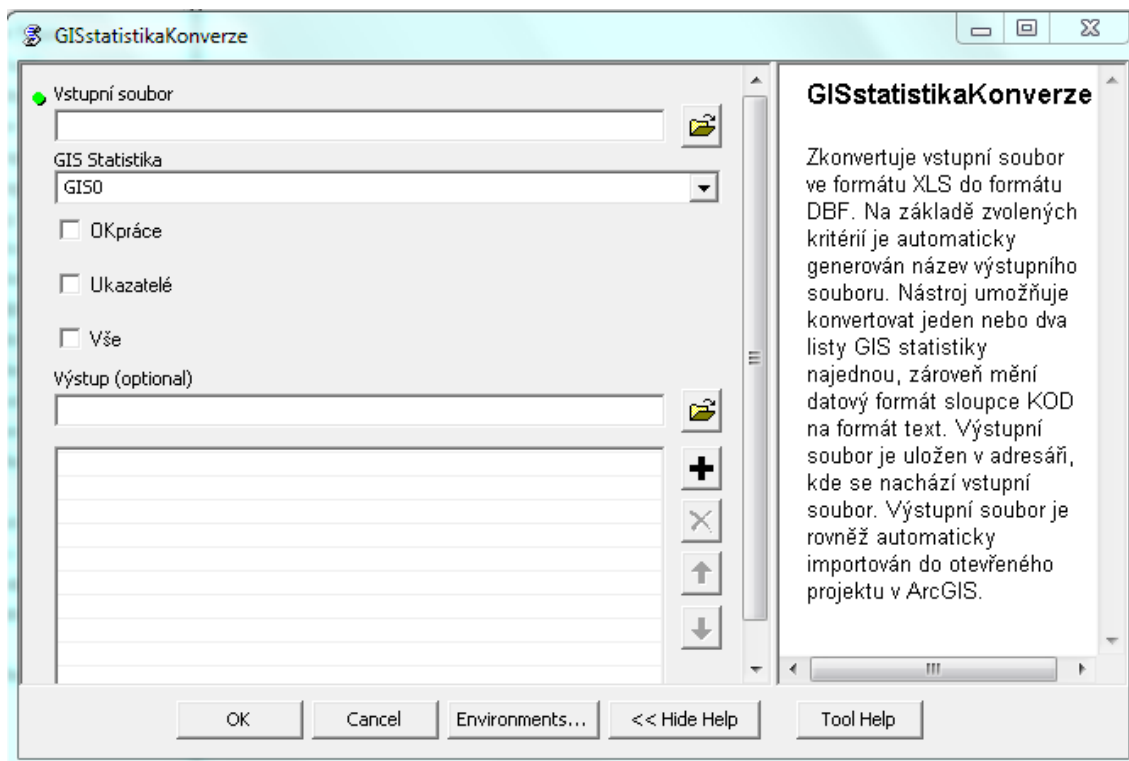 GISstatistikaKonverze
Vstupní soubor
GIS Statistika
GIS0
OKpráce
Ukazatelé
Vše
Výstup (optional)
OK
Cancel
Environments...
<< Hide Help
GISstatistikaKonverze
Zkonvertuje vstupní soubor
ve formátu XLS do formátu
DBF. Na základě zvolených
kritérií je automaticky
generován název výstupního
souboru. Nástroj umožňuje
konvertovat jeden nebo dva
listy GIS statistiky
najednou, zároveň mění
datový formát sloupce KOD
na formát text. Výstupní
soubor je uložen v adresáři,
kde se nachází vstupní
soubor. Výstupní soubor je
rovněž automaticky
importován do otevřeného
projektu v ArcGIS.
Tool Help